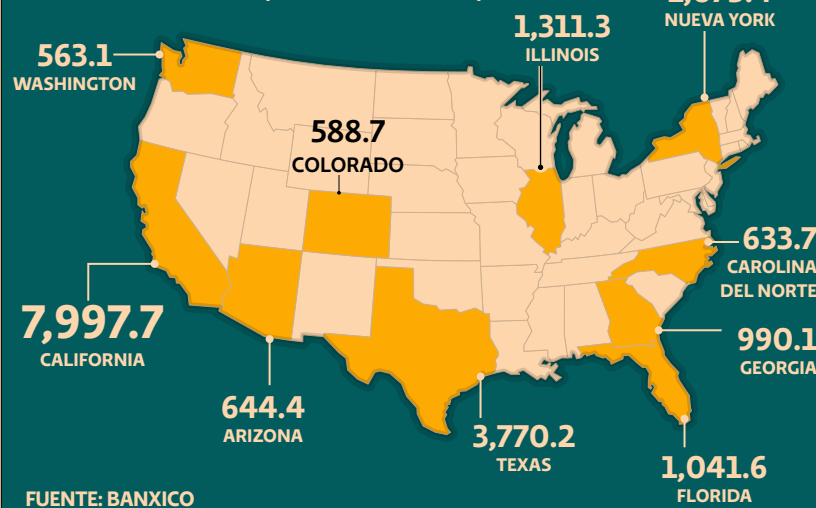 NUEVA YORK
1,311.3
ILLINOIS
563.1
WASHINGTON
588.7
COLORADO
633.7
CAROLINA
DEL NORTE
7,997.7
CALIFORNIA
990.1
GEORGIA
644.4
ARIZONA
3,770.2
TEXAS
1,041.6
FLORIDA
FUENTE: BANXICO